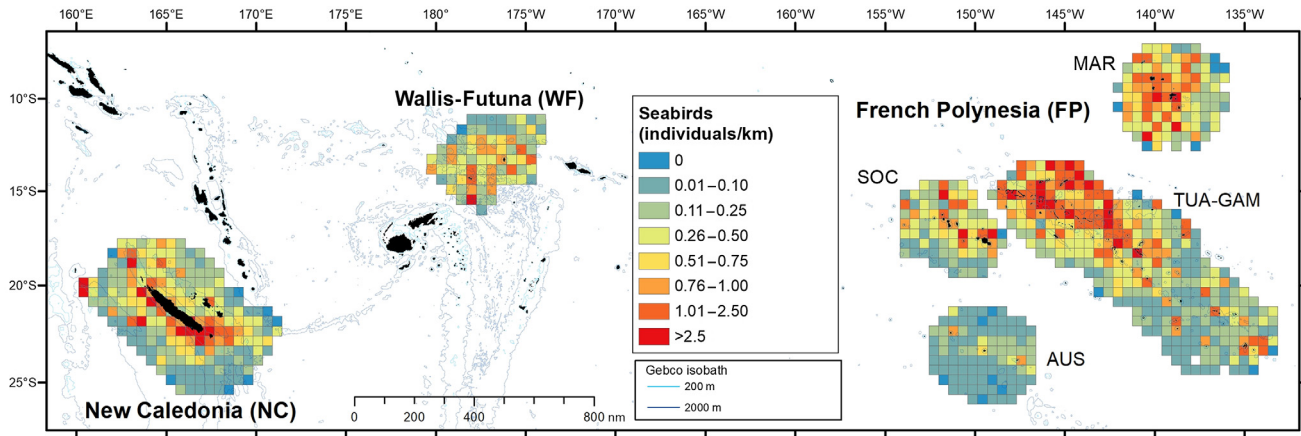 160°E 165°E 170°E 175°E 180° 175°W 170°W 165°W 160°W 155°W 150°W 145°W 140°W 135°W
MAR
10°S
Wallis-Futuna (WF)
French Polynesia (FP)
Seabirds
(individuals/km)
0
0.01–0.10
0.11–0.25
0.26–0.50
0.51–0.75
0.76–1.00
1.01–2.50
>2.5
15°S
SOC
TUA-GAM
20°S
AUS
Gebco isobath
200 m
2000 m
25°S
New Caledonia (NC)
0 200 400 800 nm